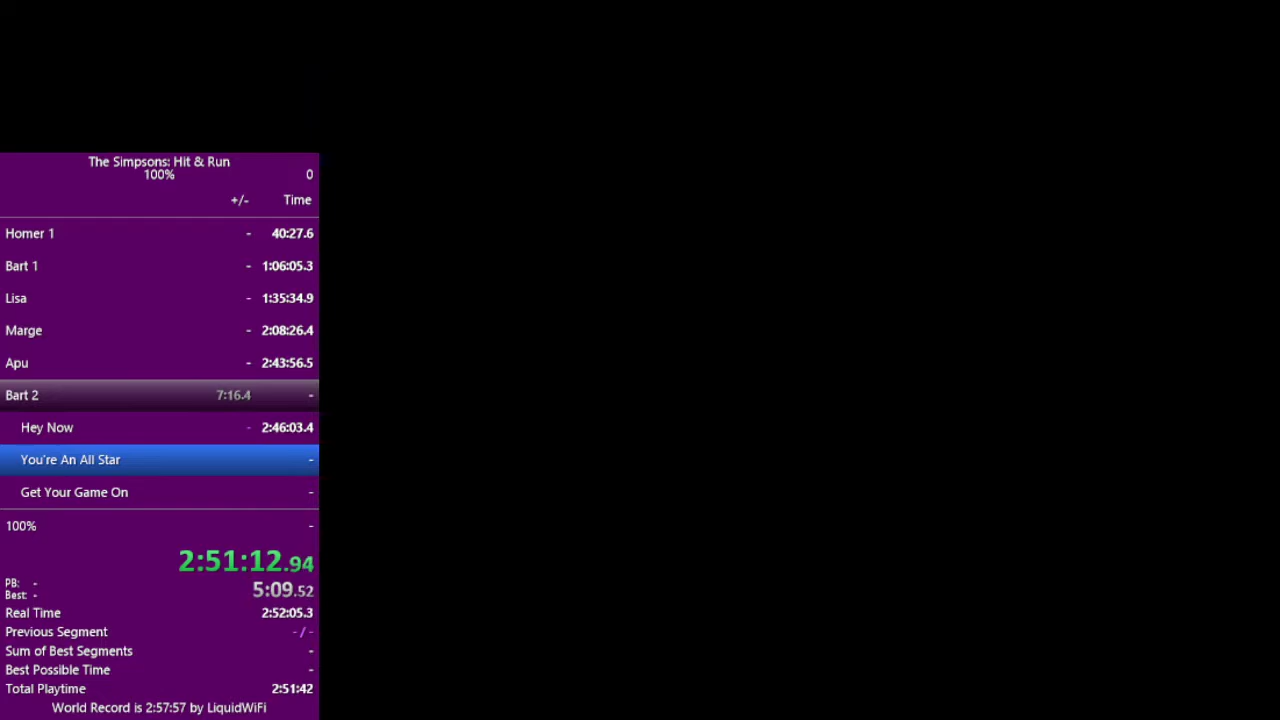 The Simpsons: Hit & Run
100% 0
+/- Time
Homer 1 - 40:27.6
Bart 1 - 1:06:05.3
Lisa - 1:35:34.9
Marge - 2:08:26.4
Apu - 2:43:56.5
Bart 2 7:16.4 -
Hey Now - 2:46:03.4
You're An All Star -
Get Your Game On -
100% -
2:51:12.94
PB: -
Best: - 5:09.52
Real Time 2:52:05.3
Previous Segment - / -
Sum of Best Segments -
Best Possible Time -
Total Playtime 2:51:42
World Record is 2:57:57 by LiquidWiFi